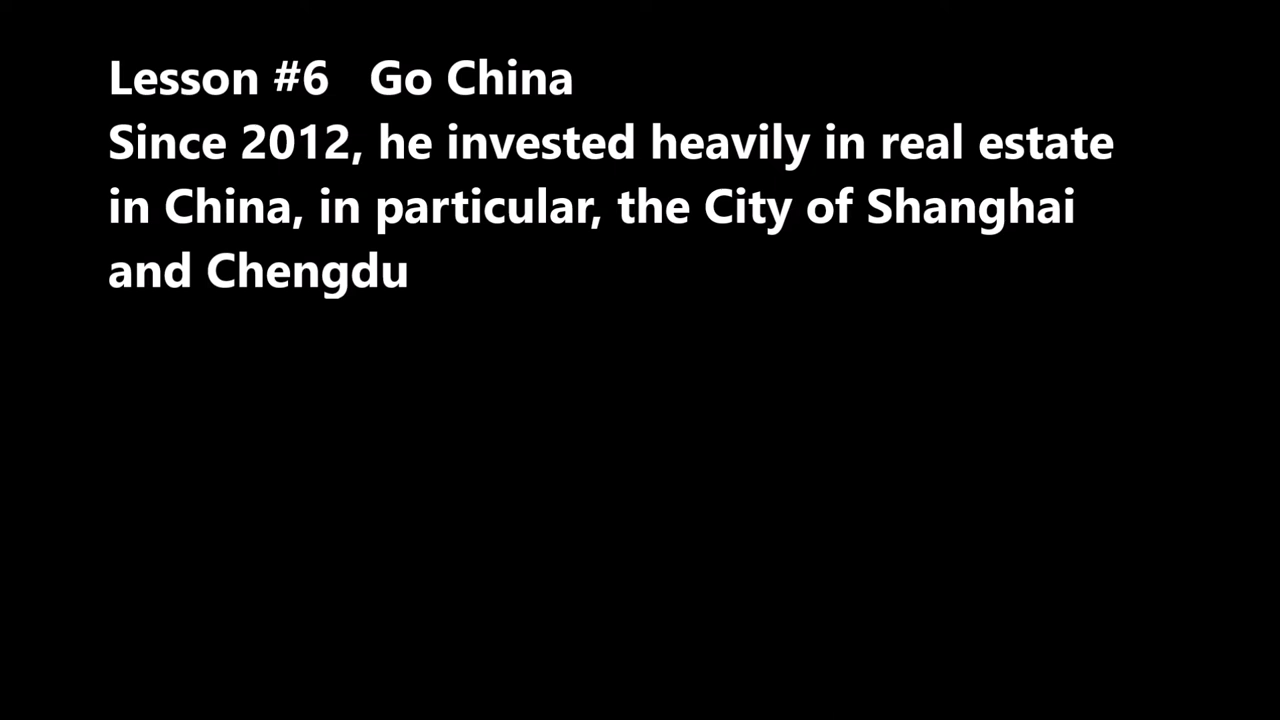 Lesson #6   Go China
Since 2012, he invested heavily in real estate
in China, in particular, the City of Shanghai
and Chengdu